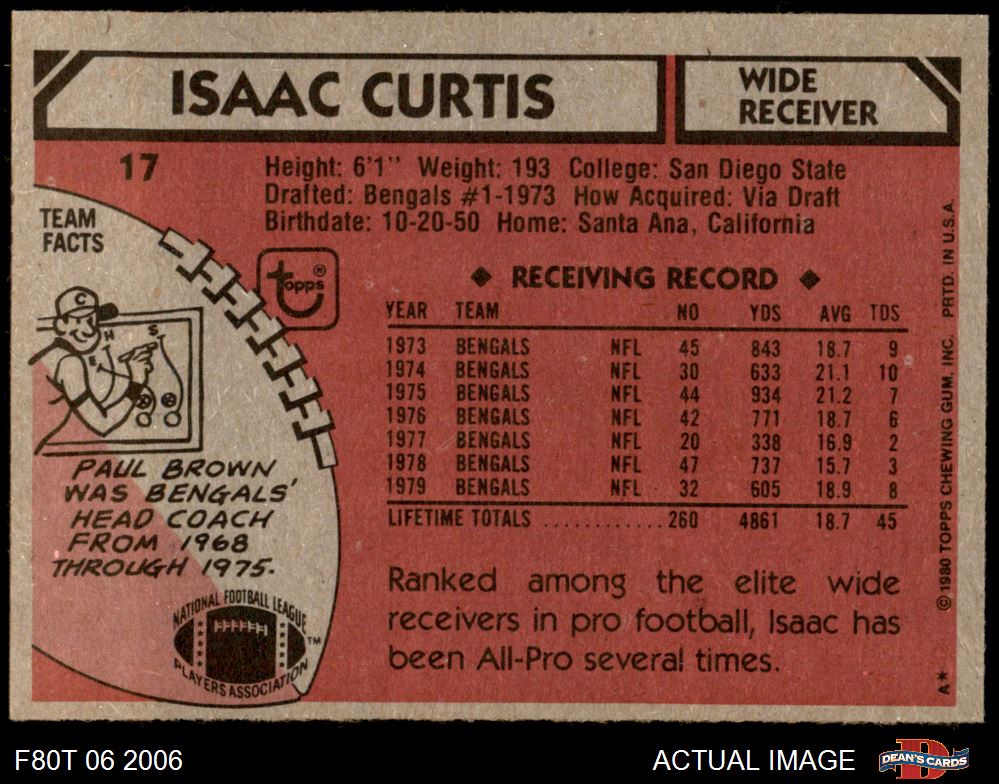 ISAAC CURTIS
WIDE
RECEIVER
17
Height: 6'1'' Weight: 193 College: San Diego State
Drafted: Bengals #1-1973 How Acquired: Via Draft
Birthdate: 10-20-50 Home: Santa Ana, California
TEAM
FACTS
topps®
C
H
S
E
PAUL BROWN
WAS BENGALS'
HEAD COACH
FROM 1968
THROUGH 1975.
NATIONAL FOOTBALL LEAGUE
PLAYERS ASSOCIATION
TM
◆ RECEIVING RECORD ◆
YEAR TEAM NO YDS AVG TDS
1973 BENGALS NFL 45 843 18.7 9
1974 BENGALS NFL 30 633 21.1 10
1975 BENGALS NFL 44 934 21.2 7
1976 BENGALS NFL 42 771 18.7 6
1977 BENGALS NFL 20 338 16.9 2
1978 BENGALS NFL 47 737 15.7 3
1979 BENGALS NFL 32 605 18.9 8
LIFETIME TOTALS ............ 260 4861 18.7 45
Ranked among the elite wide
receivers in pro football, Isaac has
been All-Pro several times.
A* © 1980 TOPPS CHEWING GUM, INC. PRTD. IN U.S.A.
F80T 06 2006
ACTUAL IMAGE
DEAN'S CARDS